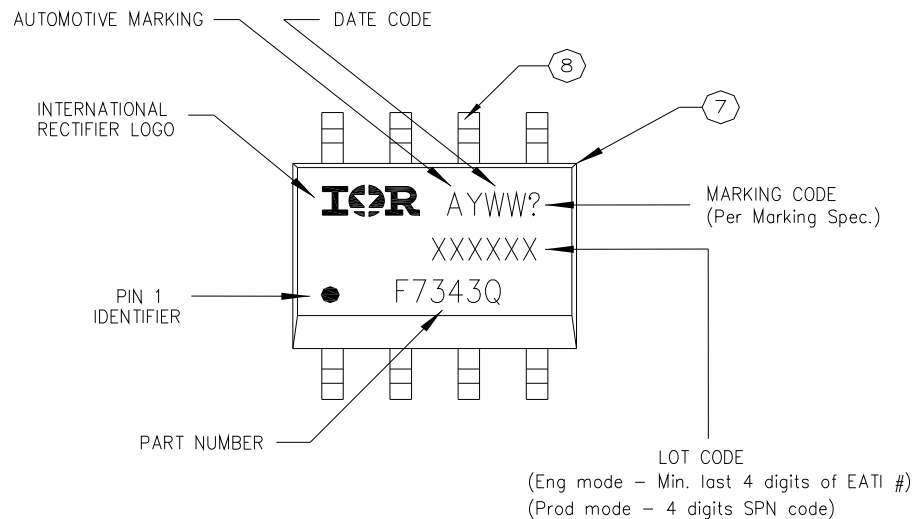 AUTOMOTIVE MARKING
DATE CODE
8
7
INTERNATIONAL
RECTIFIER LOGO
IOR
AYWW?
MARKING CODE
(Per Marking Spec.)
XXXXXX
PIN 1
IDENTIFIER
F7343Q
PART NUMBER
LOT CODE
(Eng mode – Min. last 4 digits of EATI #)
(Prod mode – 4 digits SPN code)